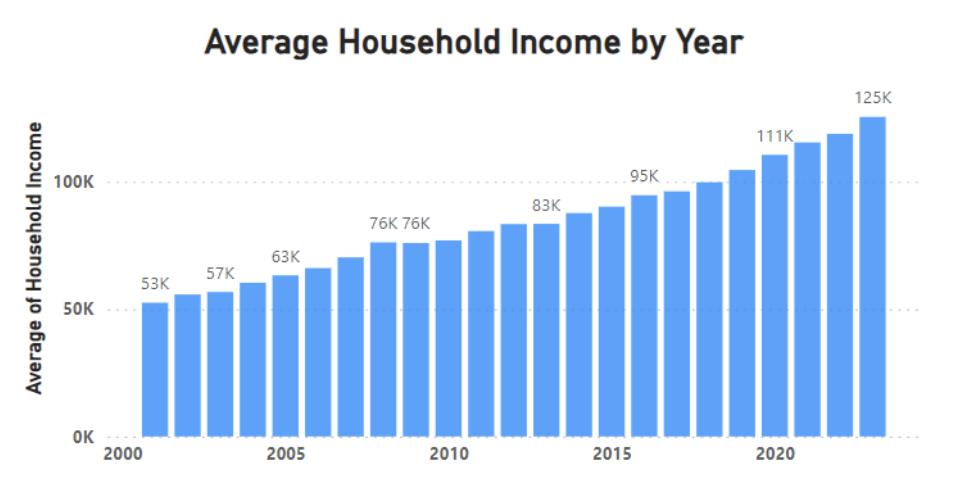 Average Household Income by Year
Average of Household Income
125K
111K
100K
95K
83K
76K 76K
63K
57K
53K
50K
0K
2000 2005 2010 2015 2020